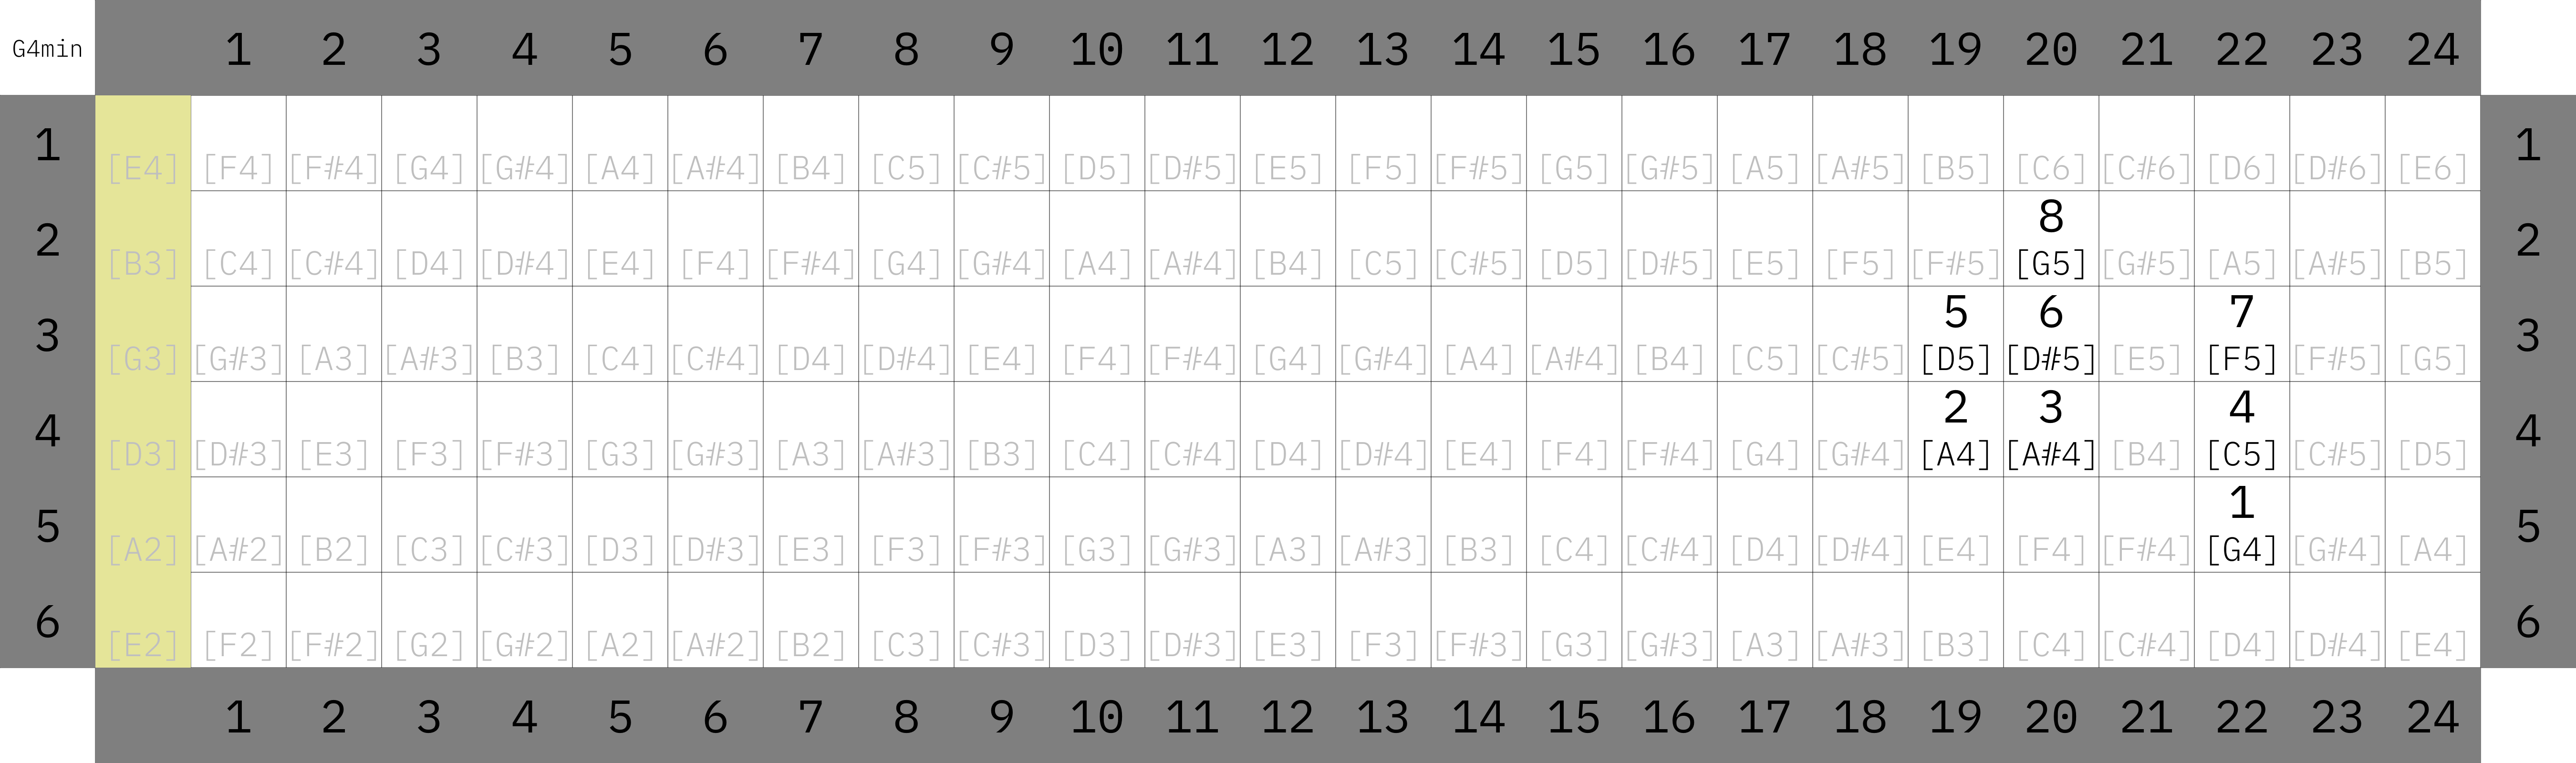 G4min 1 2 3 4 5 6 7 8 9 10 11 12 13 14 15 16 17 18 19 20 21 22 23 24
1 [E4] [F4] [F#4] [G4] [G#4] [A4] [A#4] [B4] [C5] [C#5] [D5] [D#5] [E5] [F5] [F#5] [G5] [G#5] [A5] [A#5] [B5] [C6] [C#6] [D6] [D#6] [E6] 1
8
2 [B3] [C4] [C#4] [D4] [D#4] [E4] [F4] [F#4] [G4] [G#4] [A4] [A#4] [B4] [C5] [C#5] [D5] [D#5] [E5] [F5] [F#5] [G5] [G#5] [A5] [A#5] [B5] 2
5 6 7
3 [G3] [G#3] [A3] [A#3] [B3] [C4] [C#4] [D4] [D#4] [E4] [F4] [F#4] [G4] [G#4] [A4] [A#4] [B4] [C5] [C#5] [D5] [D#5] [E5] [F5] [F#5] [G5] 3
2 3 4
4 [D3] [D#3] [E3] [F3] [F#3] [G3] [G#3] [A3] [A#3] [B3] [C4] [C#4] [D4] [D#4] [E4] [F4] [F#4] [G4] [G#4] [A4] [A#4] [B4] [C5] [C#5] [D5] 4
1
5 [A2] [A#2] [B2] [C3] [C#3] [D3] [D#3] [E3] [F3] [F#3] [G3] [G#3] [A3] [A#3] [B3] [C4] [C#4] [D4] [D#4] [E4] [F4] [F#4] [G4] [G#4] [A4] 5
6 [E2] [F2] [F#2] [G2] [G#2] [A2] [A#2] [B2] [C3] [C#3] [D3] [D#3] [E3] [F3] [F#3] [G3] [G#3] [A3] [A#3] [B3] [C4] [C#4] [D4] [D#4] [E4] 6
1 2 3 4 5 6 7 8 9 10 11 12 13 14 15 16 17 18 19 20 21 22 23 24